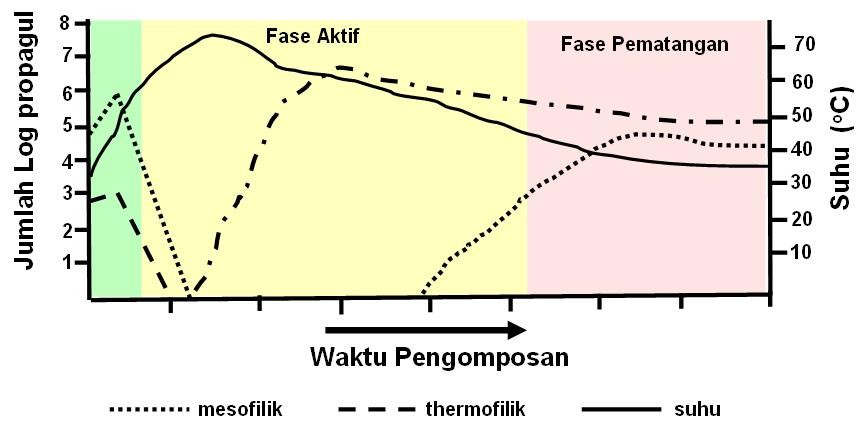 Jumlah Log propagul
8
7
6
5
4
3
2
1
Fase Aktif
Fase Pematangan
70
60
50
40
30
20
10
Suhu (°C)
Waktu Pengomposan
mesofilik
thermofilik
suhu